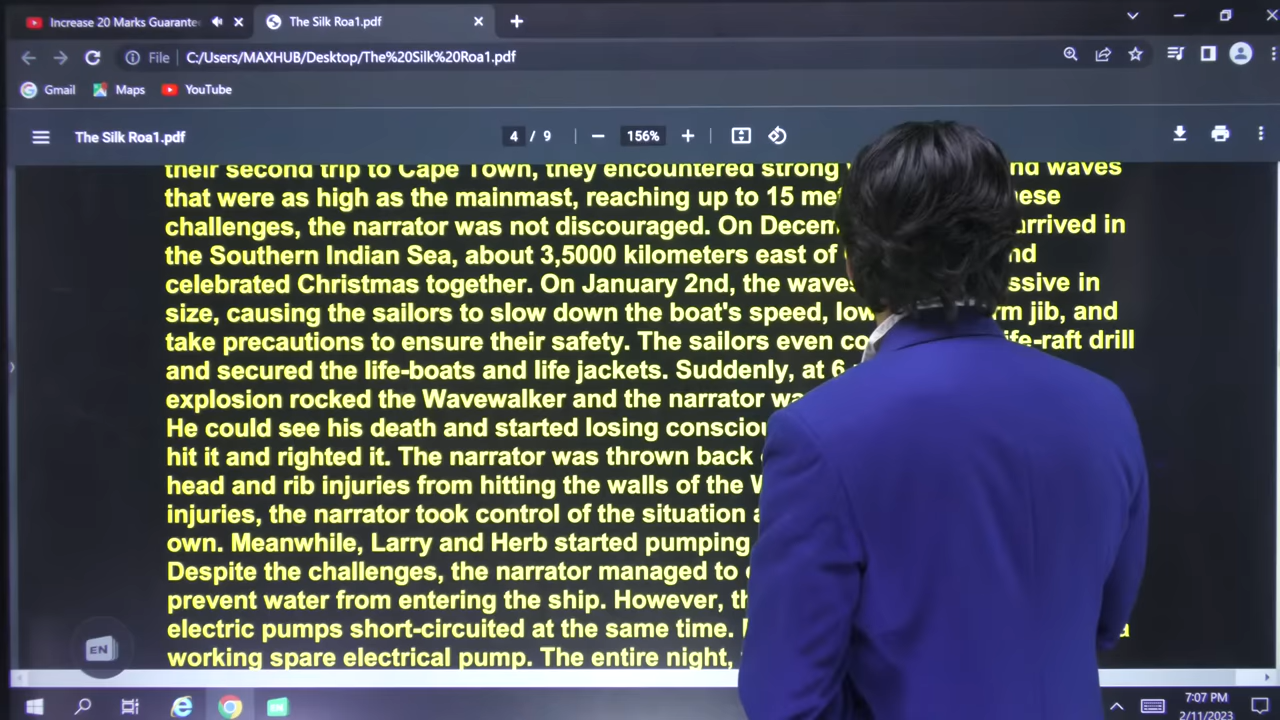 Increase 20 Marks Guarante
The Silk Roa1.pdf
File
C:/Users/MAXHUB/Desktop/The%20Silk%20Roa1.pdf
Gmail
Maps
YouTube
The Silk Roa1.pdf
4 / 9
156%
their second trip to Cape Town, they encountered strong nd waves
that were as high as the mainmast, reaching up to 15 met ese
challenges, the narrator was not discouraged. On Decem arrived in
the Southern Indian Sea, about 3,5000 kilometers east of nd
celebrated Christmas together. On January 2nd, the waves ssive in
size, causing the sailors to slow down the boat's speed, low rm jib, and
take precautions to ensure their safety. The sailors even co ife-raft drill
and secured the life-boats and life jackets. Suddenly, at 6
explosion rocked the Wavewalker and the narrator wa
He could see his death and started losing consciou
hit it and righted it. The narrator was thrown back
head and rib injuries from hitting the walls of the W
injuries, the narrator took control of the situation a
own. Meanwhile, Larry and Herb started pumping
Despite the challenges, the narrator managed to
prevent water from entering the ship. However, th
electric pumps short-circuited at the same time. a
working spare electrical pump. The entire night,
EN
7:07 PM
2/11/2023